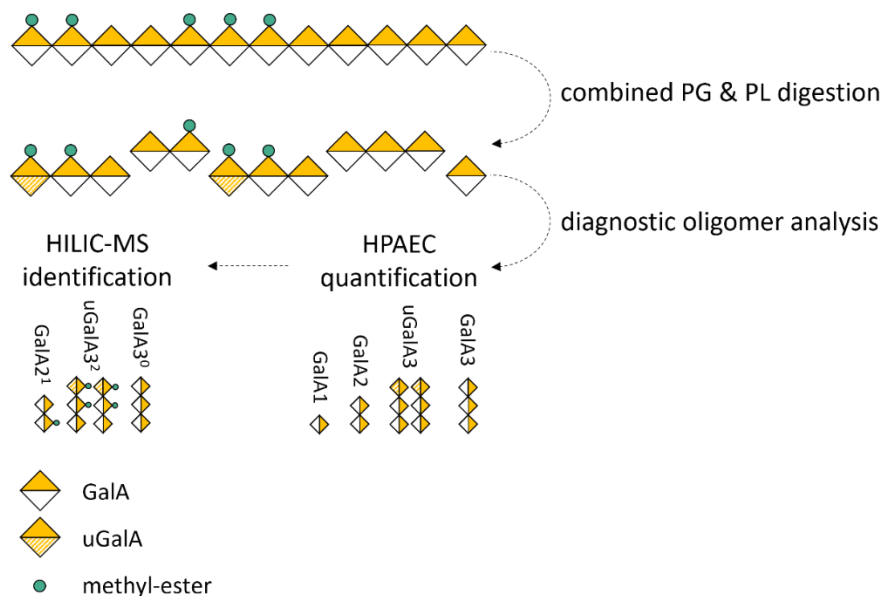 combined PG & PL digestion
diagnostic oligomer analysis
HILIC-MS
identification
HPAEC
quantification
GalA2¹
uGalA3²
GalA3⁰
GalA1
GalA2
uGalA3
GalA3
GalA
uGalA
methyl-ester